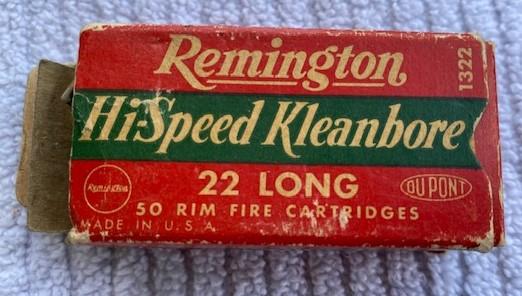 Remington
1322
Hi-Speed Kleanbore
22 LONG
DU PONT
50 RIM FIRE CARTRIDGES
MADE IN U.S.A.